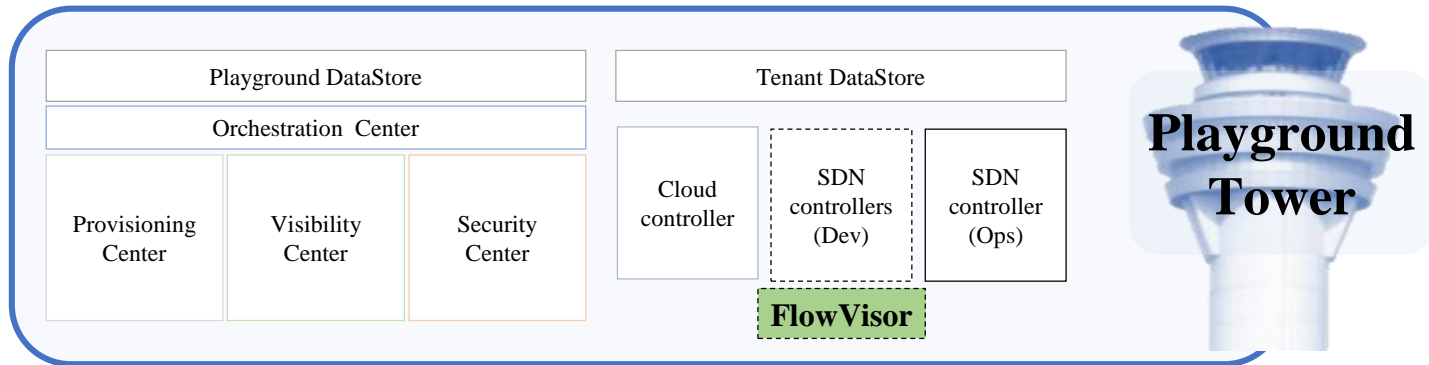 Playground DataStore
Orchestration Center
Provisioning
Center
Visibility
Center
Security
Center
Tenant DataStore
Cloud
controller
SDN
controllers
(Dev)
SDN
controller
(Ops)
FlowVisor
Playground
Tower